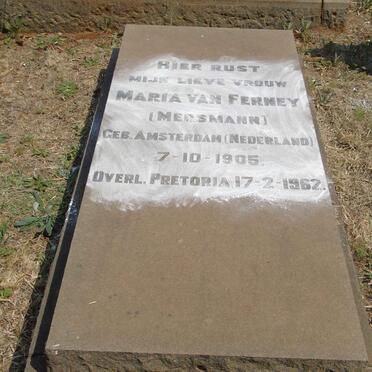 HIER RUST
MIJN LIEVE VROUW
MARIA VAN FERNEY
(MERSMANN)
GEB. AMSTERDAM (NEDERLAND)
7-10-1905.
OVERL. PRETORIA 17-2-1962.